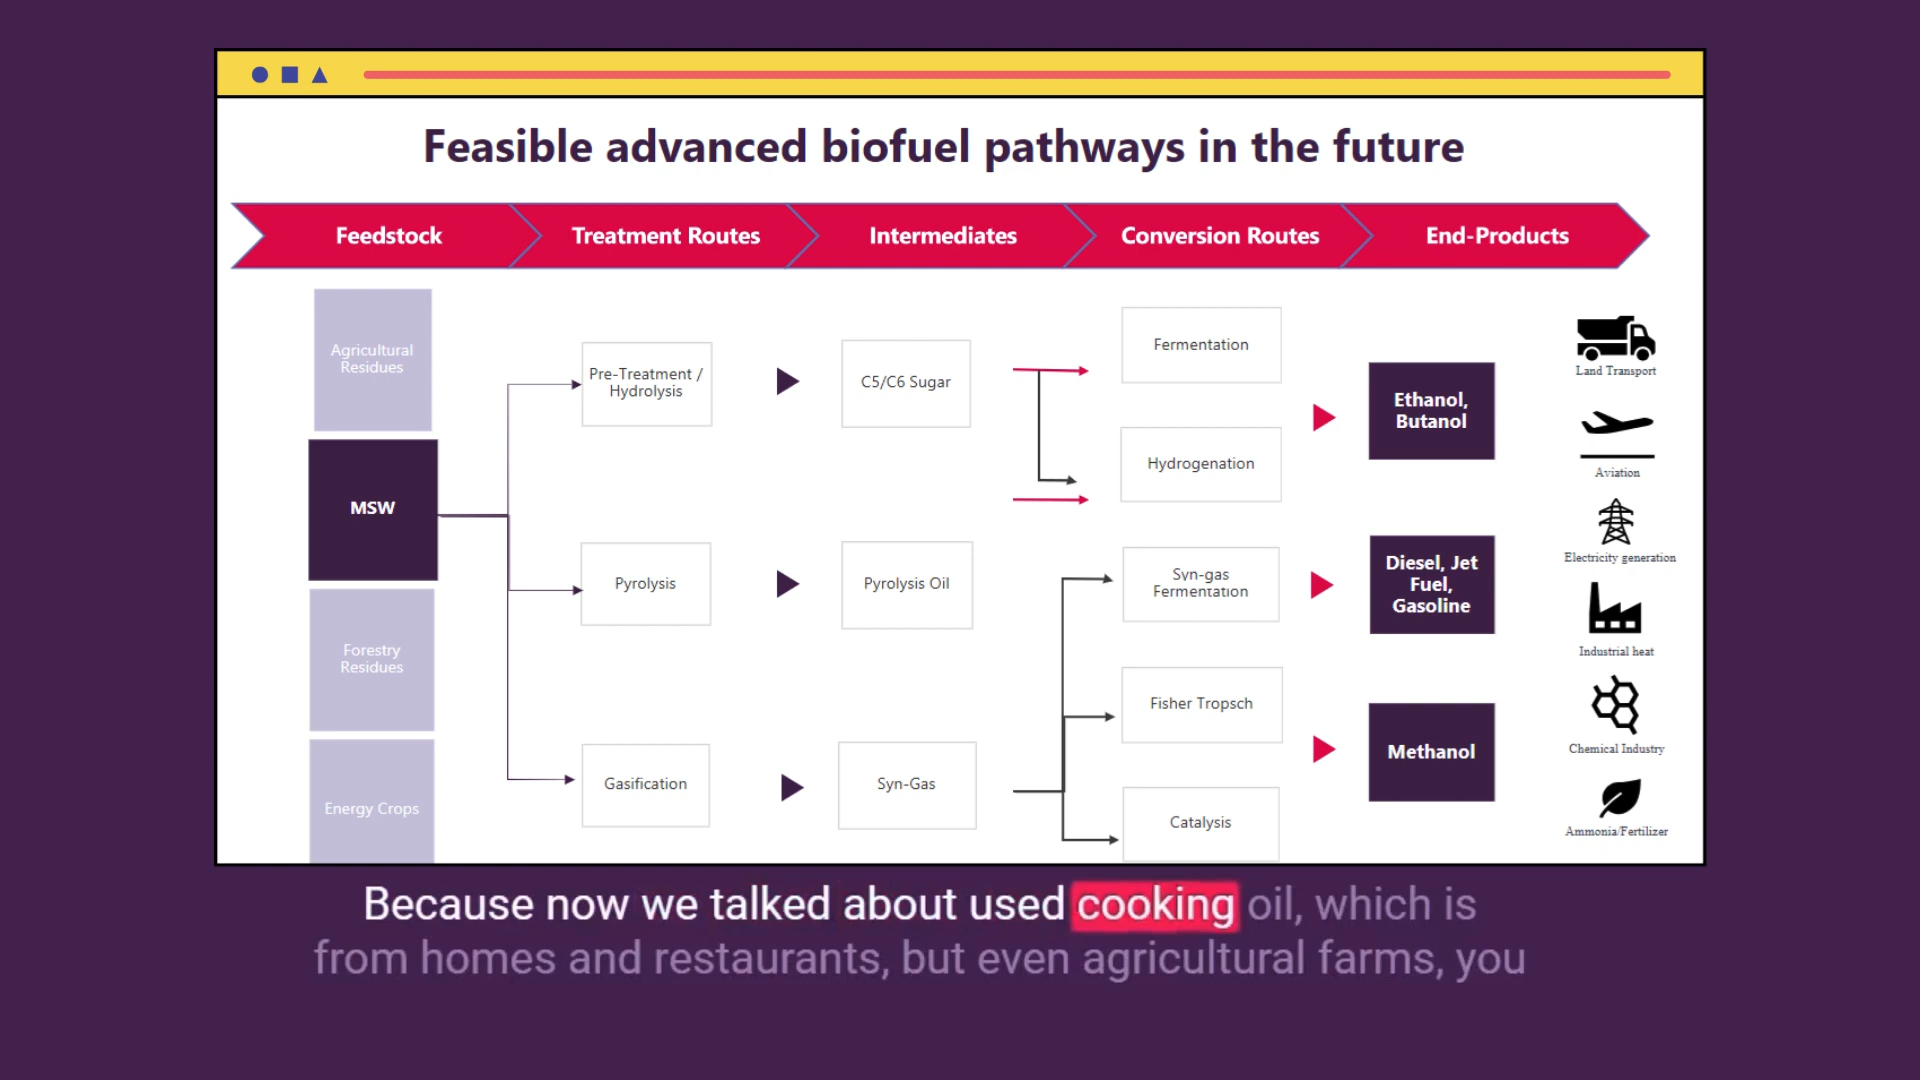 Feasible advanced biofuel pathways in the future
Feedstock
Treatment Routes
Intermediates
Conversion Routes
End-Products
Agricultural
Residues
MSW
Forestry
Residues
Energy Crops
Pre-Treatment /
Hydrolysis
Pyrolysis
Gasification
C5/C6 Sugar
Pyrolysis Oil
Syn-Gas
Fermentation
Hydrogenation
Syn-gas
Fermentation
Fisher Tropsch
Catalysis
Ethanol,
Butanol
Diesel, Jet
Fuel,
Gasoline
Methanol
Land Transport
Aviation
Electricity generation
Industrial heat
Chemical Industry
Ammonia/Fertilizer
Because now we talked about used cooking oil, which is
from homes and restaurants, but even agricultural farms, you